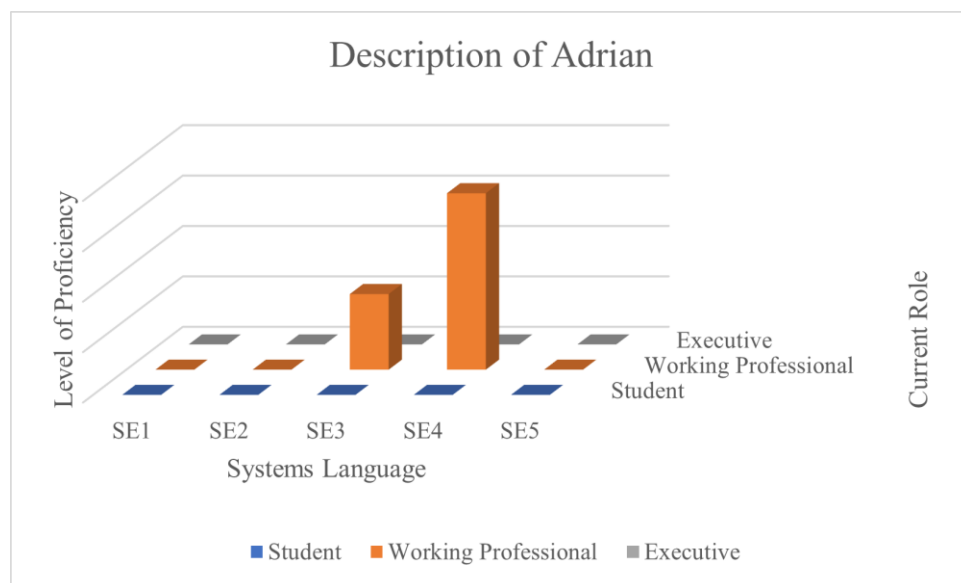 Description of Adrian
Level of Proficiency
Executive
Working Professional
Student
Current Role
SE1 SE2 SE3 SE4 SE5
Systems Language
Student Working Professional Executive